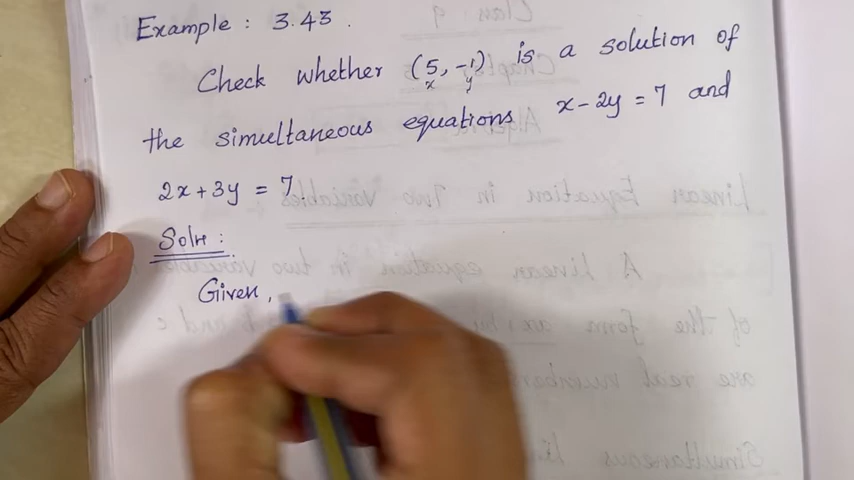 Example : 3.43.
Check whether (5, -1) is a solution of
x y
the simultaneous equations x - 2y = 7 and
2x + 3y = 7.
Soln :
Given,